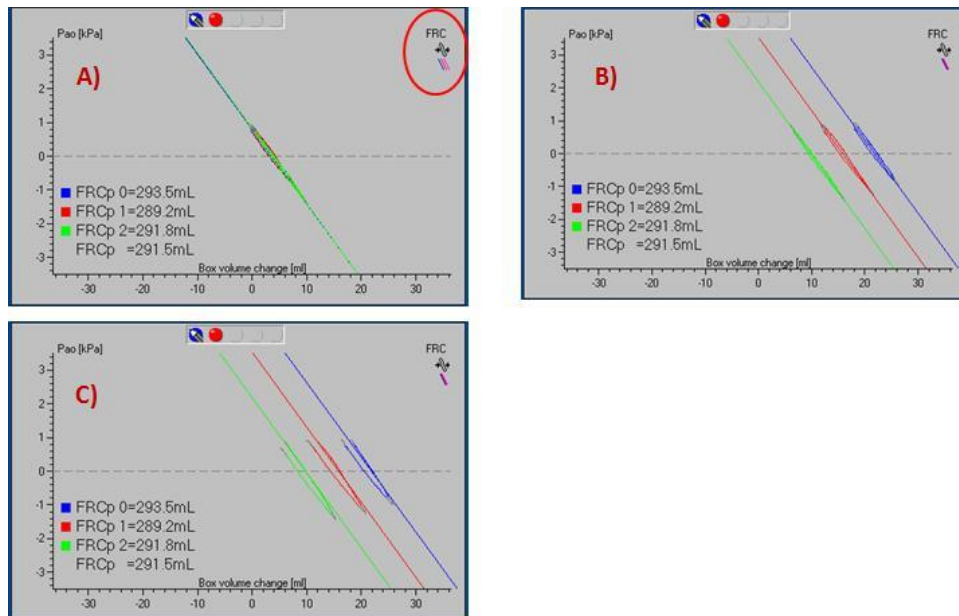 Pao [kPa]
FRC
A)
3
2
1
0
-1
-2
-3
FRCp 0=293.5mL
FRCp 1=289.2mL
FRCp 2=291.8mL
FRCp =291.5mL
Box volume change [ml]
-30 -20 -10 0 10 20 30
Pao [kPa]
FRC
B)
3
2
1
0
-1
-2
-3
FRCp 0=293.5mL
FRCp 1=289.2mL
FRCp 2=291.8mL
FRCp =291.5mL
Box volume change [ml]
-30 -20 -10 0 10 20 30
Pao [kPa]
FRC
C)
3
2
1
0
-1
-2
-3
FRCp 0=293.5mL
FRCp 1=289.2mL
FRCp 2=291.8mL
FRCp =291.5mL
Box volume change [ml]
-30 -20 -10 0 10 20 30